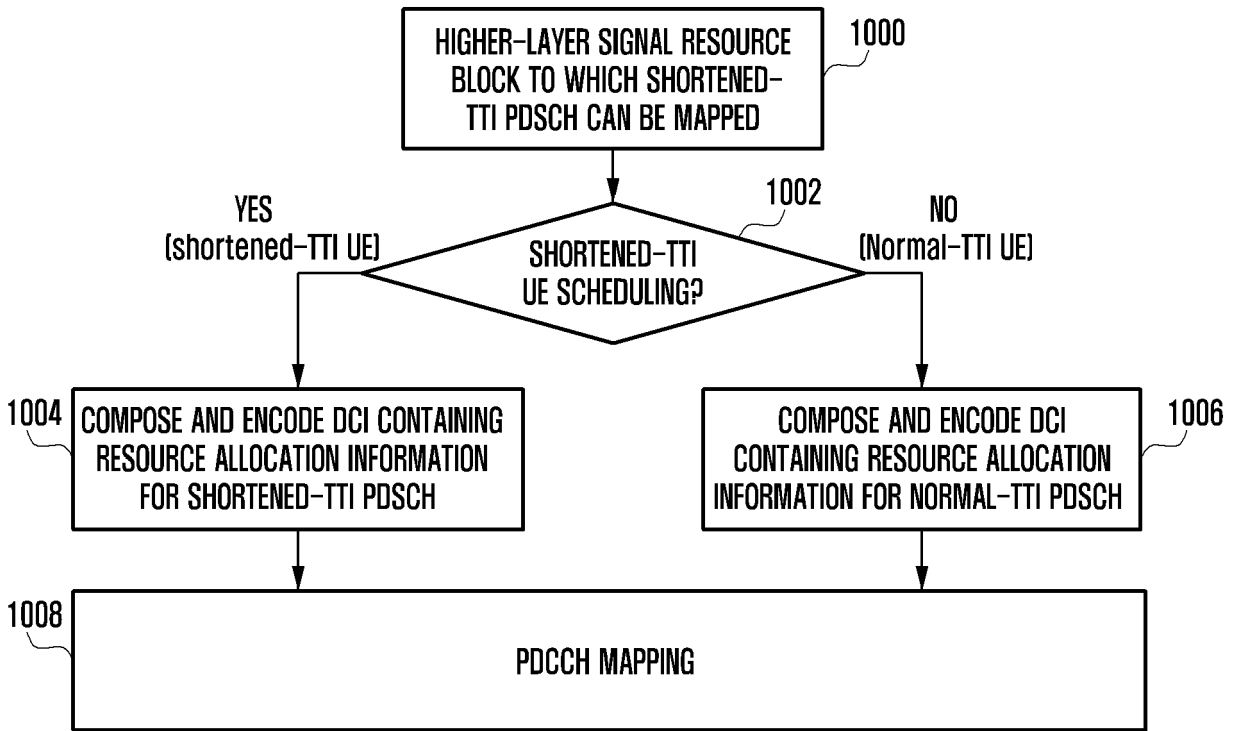 HIGHER-LAYER SIGNAL RESOURCE
BLOCK TO WHICH SHORTENED-
TTI PDSCH CAN BE MAPPED
1000
1002
YES
(shortened-TTI UE)
NO
(Normal-TTI UE)
SHORTENED-TTI
UE SCHEDULING?
1004
COMPOSE AND ENCODE DCI CONTAINING
RESOURCE ALLOCATION INFORMATION
FOR SHORTENED-TTI PDSCH
COMPOSE AND ENCODE DCI
CONTAINING RESOURCE ALLOCATION
INFORMATION FOR NORMAL-TTI PDSCH
1006
1008
PDCCH MAPPING